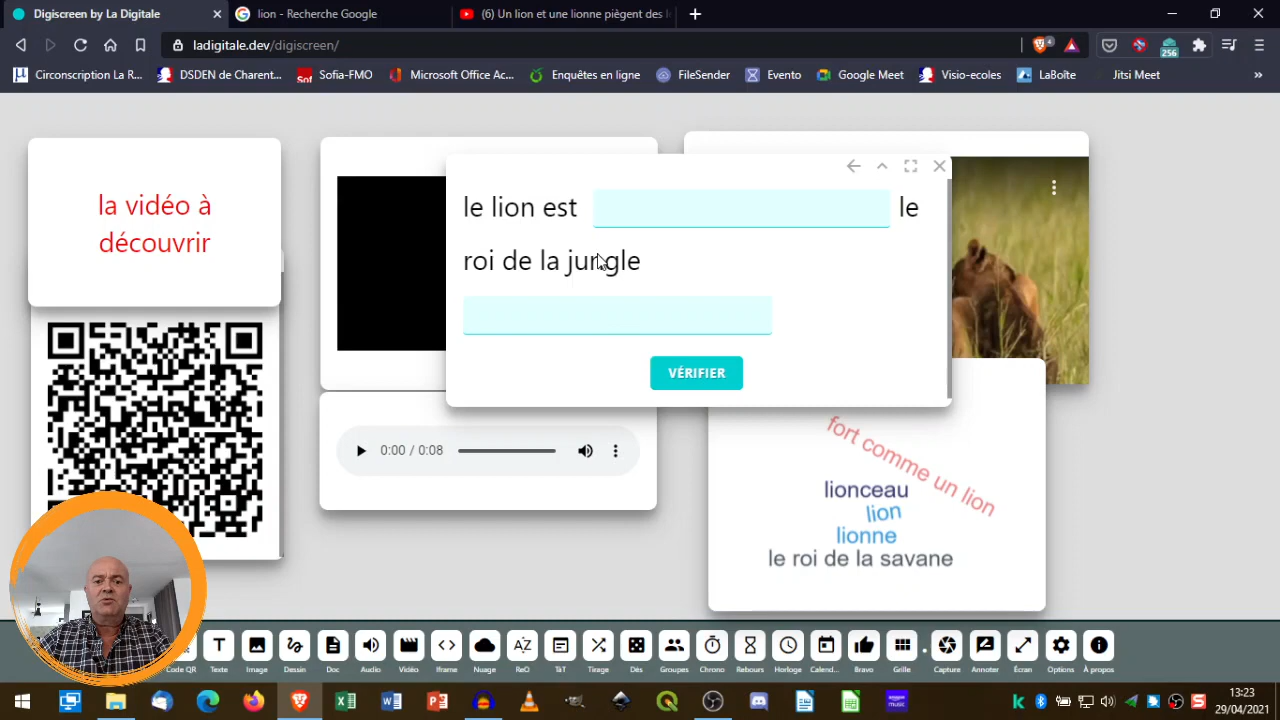 Digiscreen by La Digitale
lion - Recherche Google
(6) Un lion et une lionne piègent des
ladigitale.dev/digiscreen/
4
256
Circonscription La R...
DSDEN de Charent...
Sofia-FMO
Microsoft Office Ac...
Enquêtes en ligne
FileSender
Evento
Google Meet
Visio-ecoles
LaBoîte
Jitsi Meet
la vidéo à
découvrir
le lion est
le
roi de la jungle
VÉRIFIER
0:00 / 0:08
fort comme un lion
lionceau
lion
lionne
le roi de la savane
Code QR
Texte
Image
Dessin
Doc
Audio
Vidéo
Iframe
Nuage
ReO
TàT
Tirage
Dés
Groupes
Chrono
Rebours
Horloge
Calend...
Bravo
Grille
Capture
Annoter
Écran
Options
À propos
13:23
29/04/2021